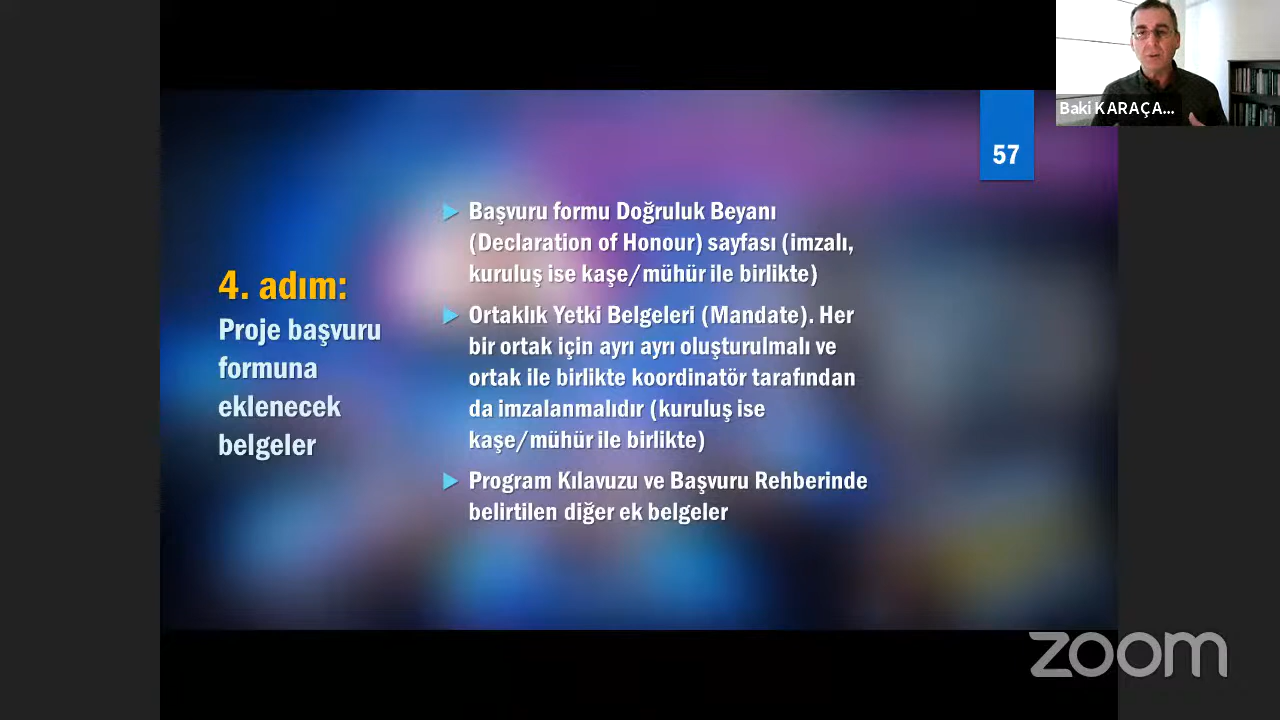 Baki KARAÇA...
57
4. adım:
Proje başvuru
formuna
eklenecek
belgeler
Başvuru formu Doğruluk Beyanı
(Declaration of Honour) sayfası (imzalı,
kuruluş ise kaşe/mühür ile birlikte)
Ortaklık Yetki Belgeleri (Mandate). Her
bir ortak için ayrı ayrı oluşturulmalı ve
ortak ile birlikte koordinatör tarafından
da imzalanmalıdır (kuruluş ise
kaşe/mühür ile birlikte)
Program Kılavuzu ve Başvuru Rehberinde
belirtilen diğer ek belgeler
zoom